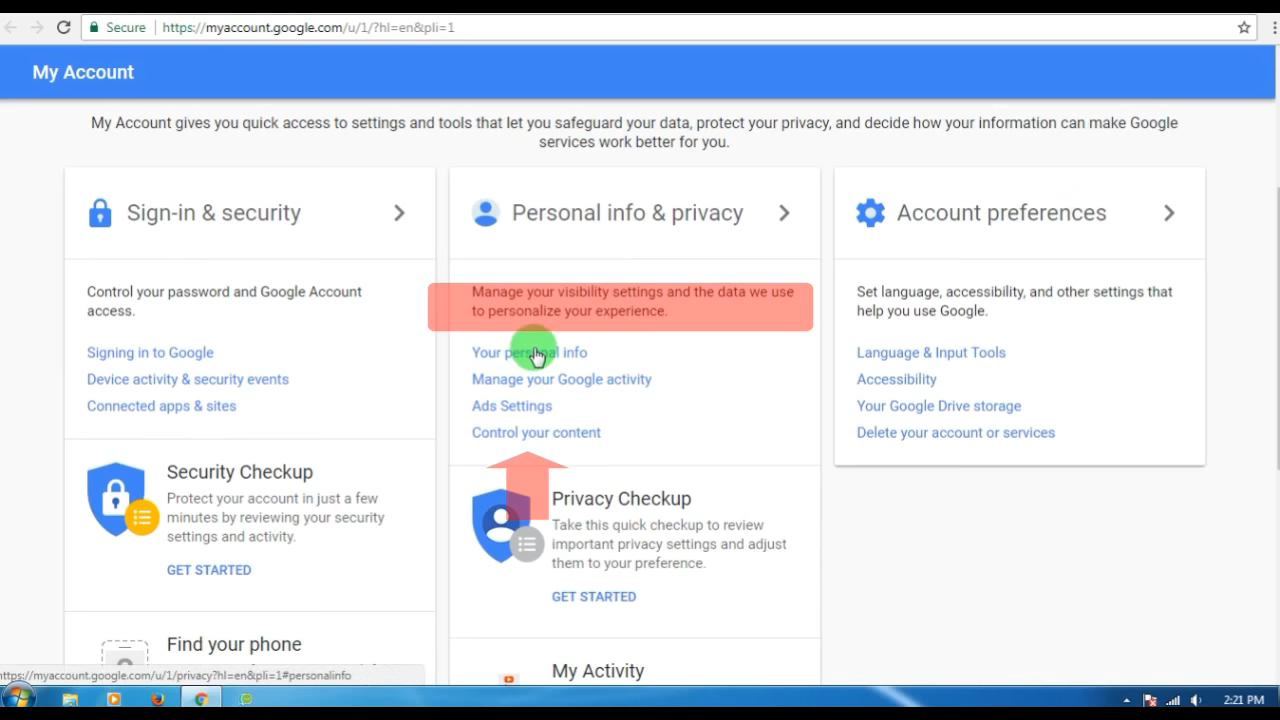 Secure
https://myaccount.google.com/u/1/?hl=en&pli=1
My Account
My Account gives you quick access to settings and tools that let you safeguard your data, protect your privacy, and decide how your information can make Google
services work better for you.
Sign-in & security
Control your password and Google Account
access.
Signing in to Google
Device activity & security events
Connected apps & sites
Security Checkup
Protect your account in just a few
minutes by reviewing your security
settings and activity.
GET STARTED
Find your phone
Personal info & privacy
Manage your visibility settings and the data we use
to personalize your experience.
Your personal info
Manage your Google activity
Ads Settings
Control your content
Privacy Checkup
Take this quick checkup to review
important privacy settings and adjust
them to your preference.
GET STARTED
My Activity
Account preferences
Set language, accessibility, and other settings that
help you use Google.
Language & Input Tools
Accessibility
Your Google Drive storage
Delete your account or services
https://myaccount.google.com/u/1/privacy?hl=en&pli=1#personalinfo
2:21 PM